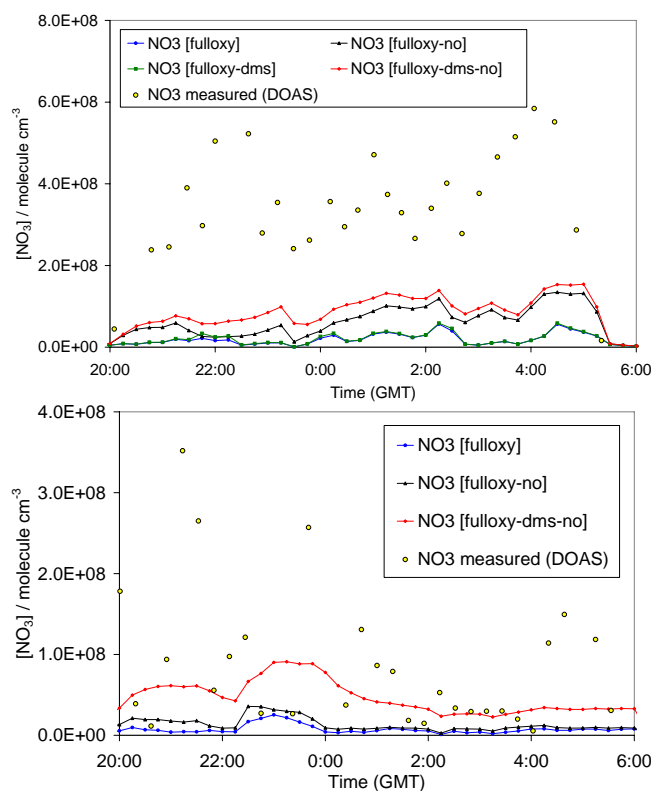 8.0E+08
NO3 [fulloxy] NO3 [fulloxy-no]
NO3 [fulloxy-dms] NO3 [fulloxy-dms-no]
NO3 measured (DOAS)
6.0E+08
4.0E+08
2.0E+08
0.0E+00
[NO₃] / molecule cm⁻³
20:00 22:00 0:00 2:00 4:00 6:00
Time (GMT)
4.0E+08
NO3 [fulloxy]
NO3 [fulloxy-no]
NO3 [fulloxy-dms-no]
NO3 measured (DOAS)
3.0E+08
2.0E+08
1.0E+08
0.0E+00
[NO₃] / molecule cm⁻³
20:00 22:00 0:00 2:00 4:00 6:00
Time (GMT)